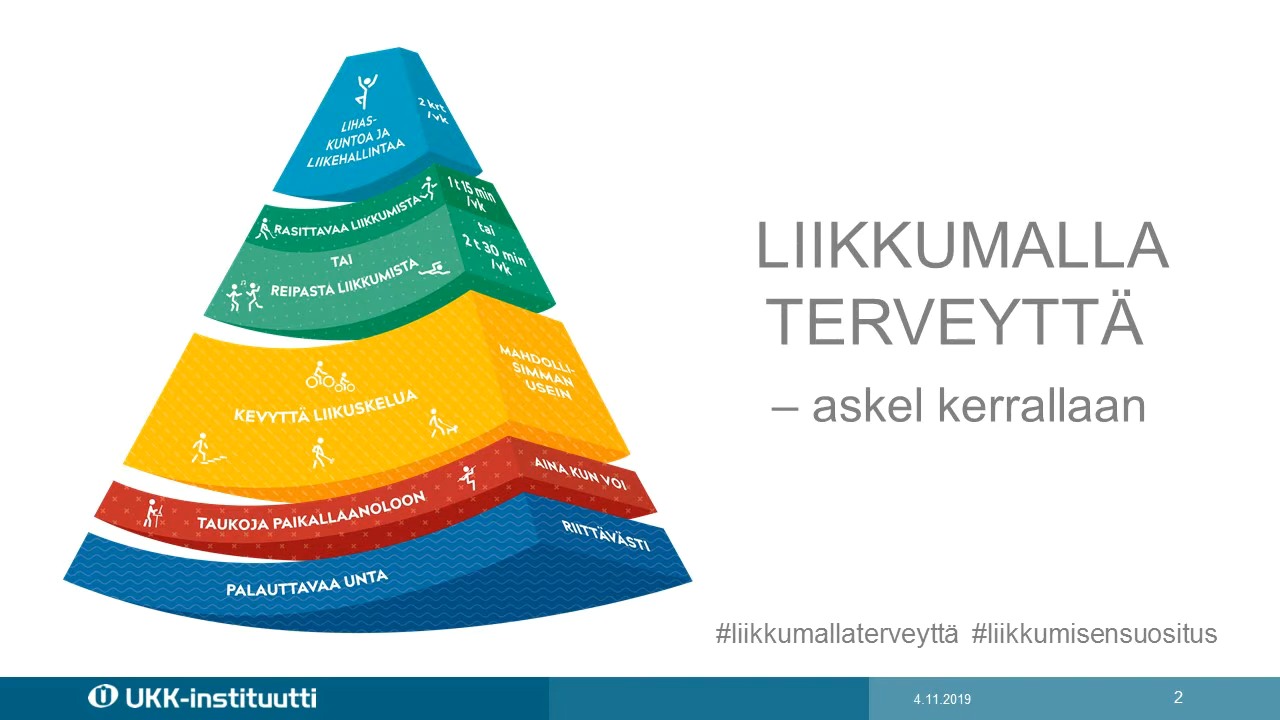 LIHAS-
KUNTOA JA
LIIKEHALLINTAA
2 krt
/vk
RASITTAVAA LIIKKUMISTA
TAI
REIPASTA LIIKKUMISTA
1 t 15 min
/vk
tai
2 t 30 min
/vk
KEVYTTÄ LIIKUSKELUA
MAHDOLLI-
SIMMAN
USEIN
TAUKOJA PAIKALLAANOLOON
AINA KUN VOI
PALAUTTAVAA UNTA
RIITTÄVÄSTI
LIIKKUMALLA
TERVEYTTÄ
– askel kerrallaan
#liikkumallaterveyttä #liikkumisensuositus
UKK-instituutti
4.11.2019
2